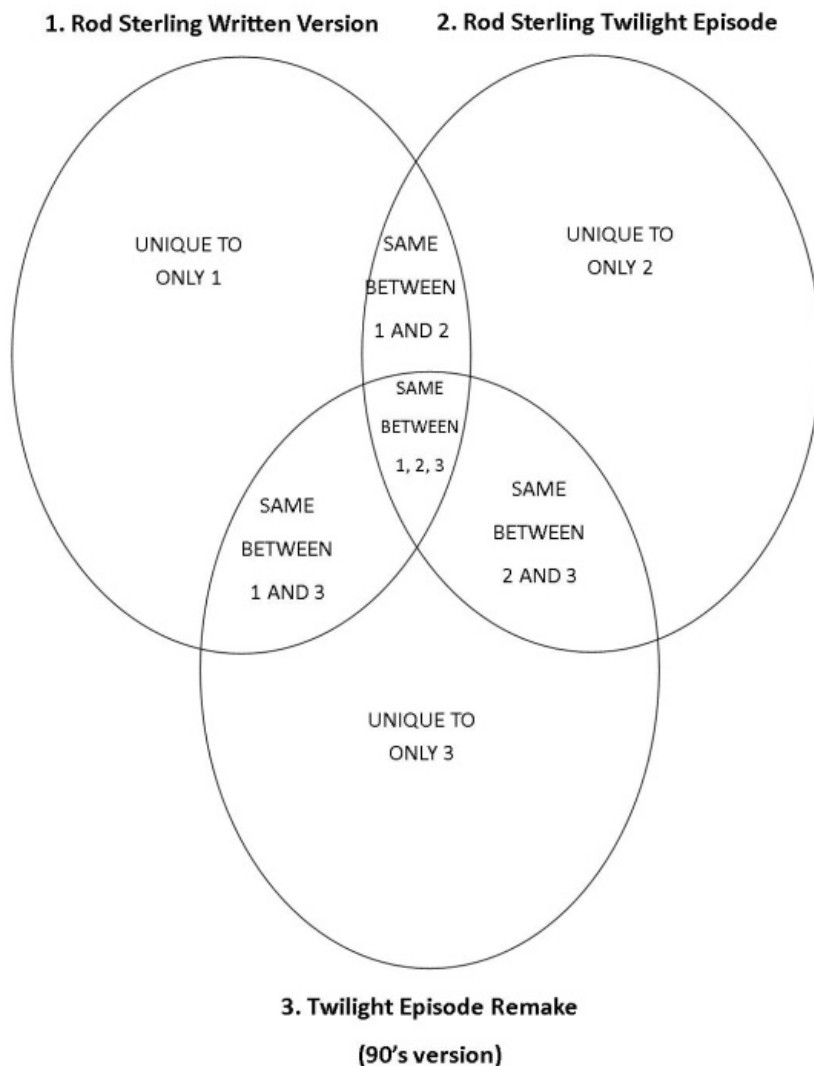 1. Rod Sterling Written Version
2. Rod Sterling Twilight Episode
UNIQUE TO
ONLY 1
SAME
BETWEEN
1 AND 2
UNIQUE TO
ONLY 2
SAME
BETWEEN
1, 2, 3
SAME
BETWEEN
1 AND 3
SAME
BETWEEN
2 AND 3
UNIQUE TO
ONLY 3
3. Twilight Episode Remake
(90's version)